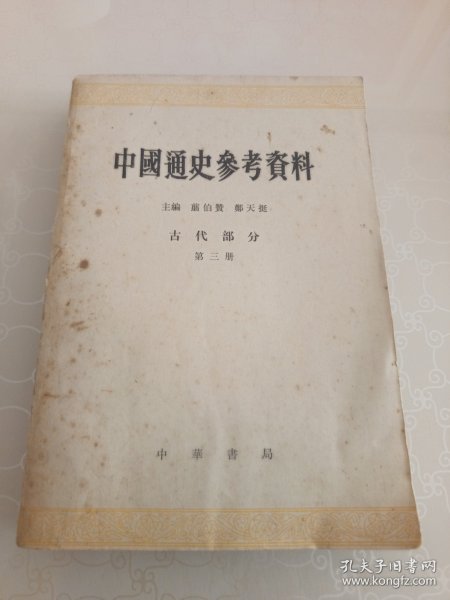 中國通史參考資料
主編 翦伯贊 鄭天挺
古代部分
第三册
中華書局
孔夫子旧书网
www.kongfz.com